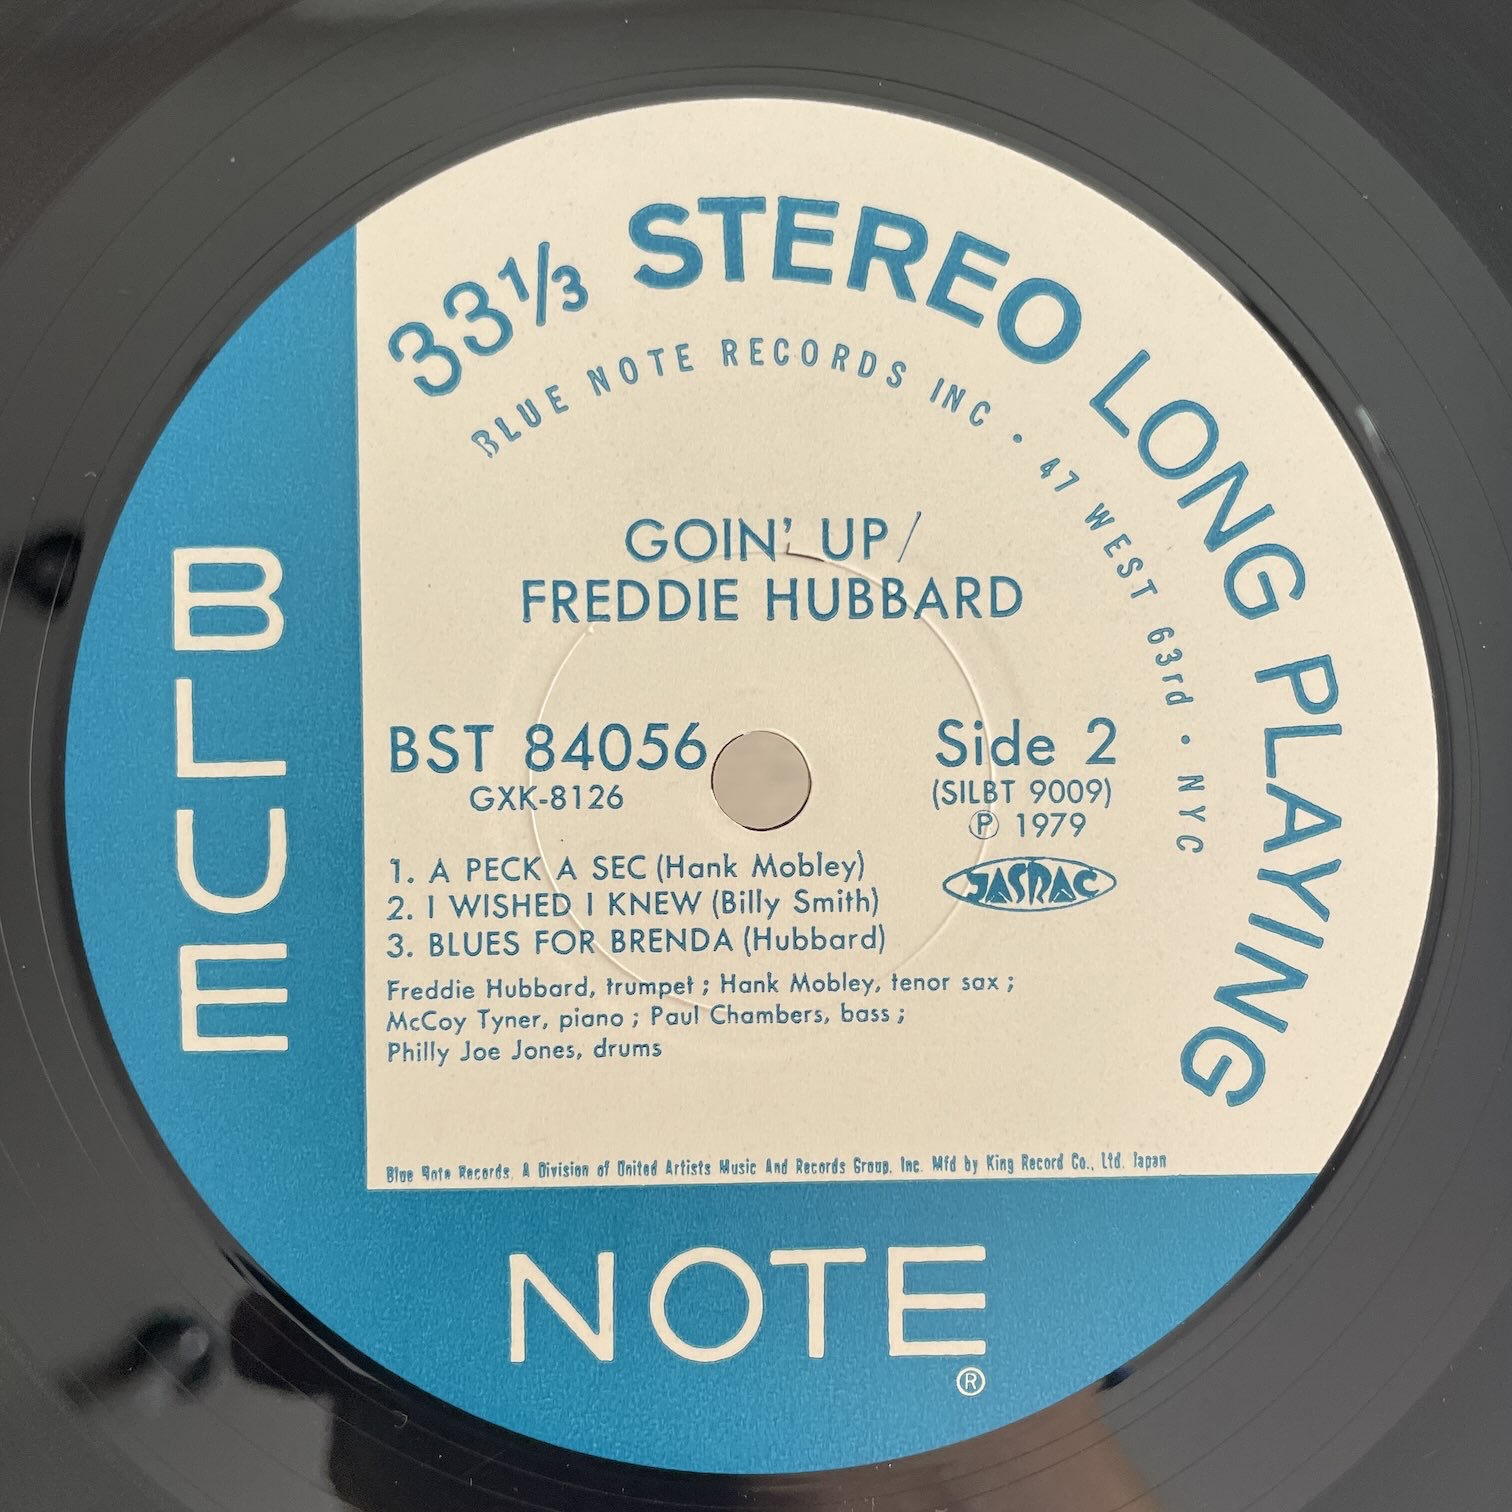 33 1/3 STEREO LONG PLAYING
BLUE NOTE RECORDS INC · 47 WEST 63rd · NYC
GOIN' UP/
FREDDIE HUBBARD
BST 84056
GXK-8126
Side 2
(SILBT 9009)
Ⓟ 1979
JASRAC
1. A PECK A SEC (Hank Mobley)
2. I WISHED I KNEW (Billy Smith)
3. BLUES FOR BRENDA (Hubbard)
Freddie Hubbard, trumpet ; Hank Mobley, tenor sax ;
McCoy Tyner, piano ; Paul Chambers, bass ;
Philly Joe Jones, drums
Blue Note Records, A Division of United Artists Music And Records Group, Inc. Mfd by King Record Co., Ltd. Japan
BLUE
NOTE
®